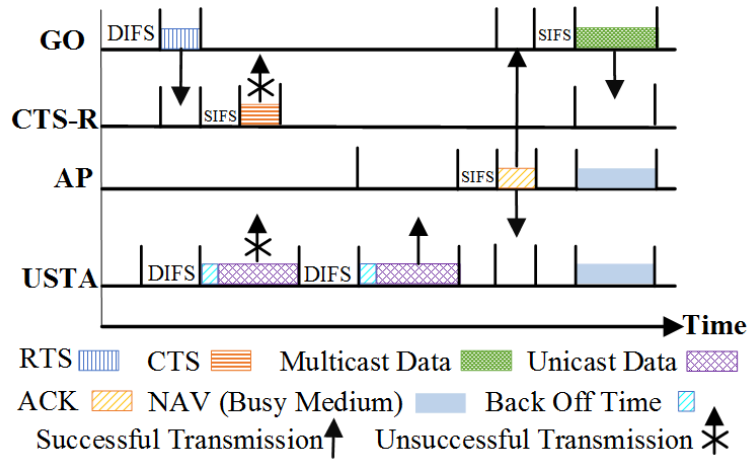 GO DIFS SIFS
CTS-R SIFS
AP SIFS
USTA DIFS DIFS
Time
RTS CTS Multicast Data Unicast Data
ACK NAV (Busy Medium) Back Off Time
Successful Transmission Unsuccessful Transmission